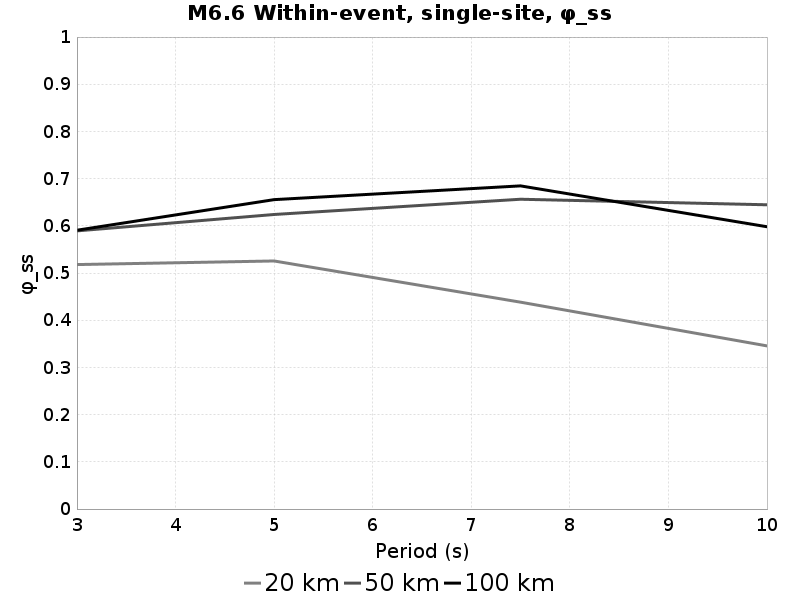 M6.6 Within-event, single-site, φ_ss
1
0.9
0.8
0.7
0.6
0.5
0.4
0.3
0.2
0.1
0
φ_ss
3 4 5 6 7 8 9 10
Period (s)
20 km 50 km 100 km